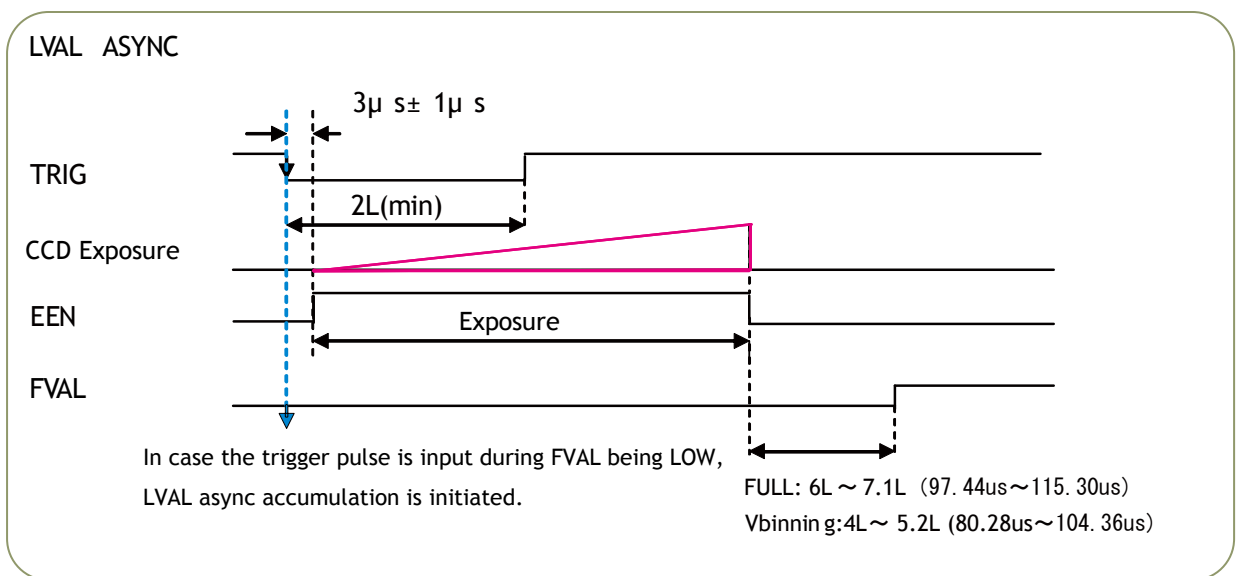 LVAL ASYNC
3µ s± 1µ s
TRIG
2L(min)
CCD Exposure
EEN
Exposure
FVAL
In case the trigger pulse is input during FVAL being LOW,
LVAL async accumulation is initiated.
FULL: 6L～7.1L (97.44us～115.30us)
Vbinnin g:4L～ 5.2L (80.28us～104.36us)